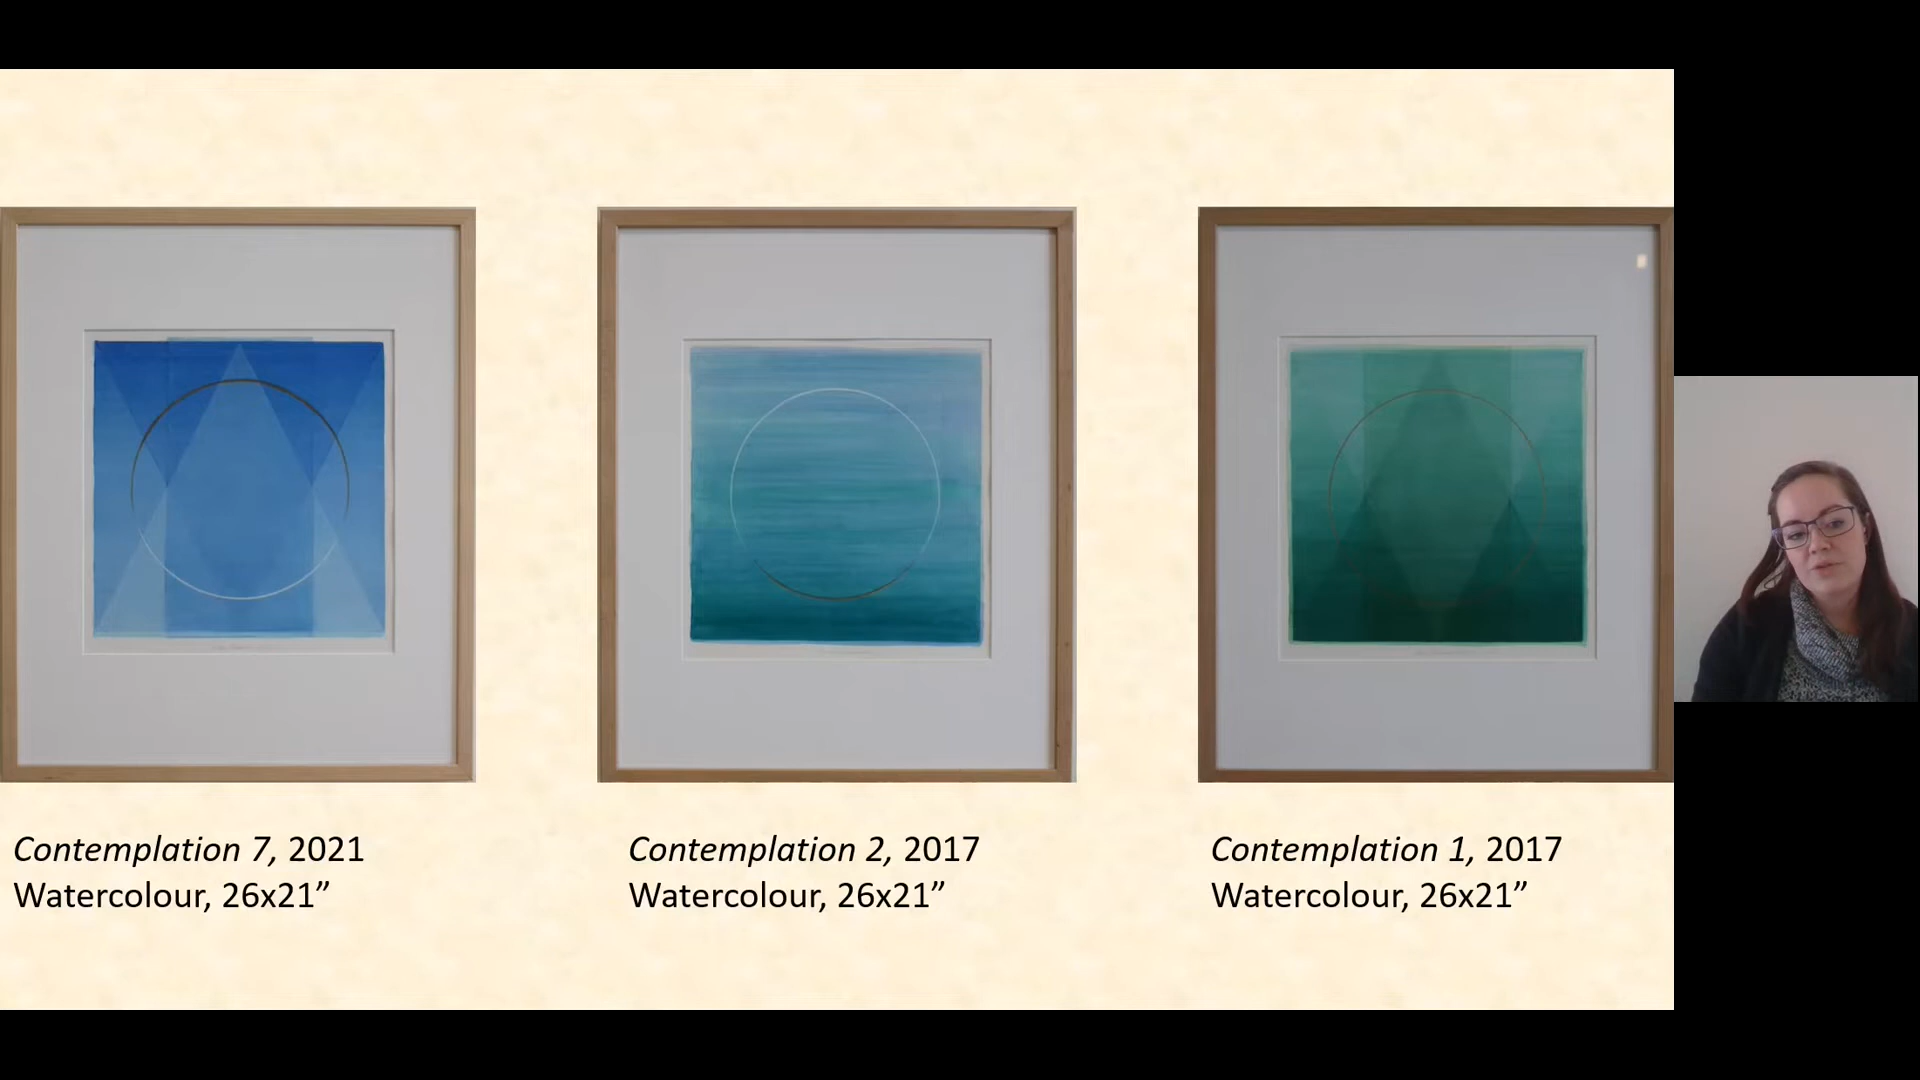 Contemplation 7, 2021
Watercolour, 26x21”
Contemplation 2, 2017
Watercolour, 26x21”
Contemplation 1, 2017
Watercolour, 26x21”